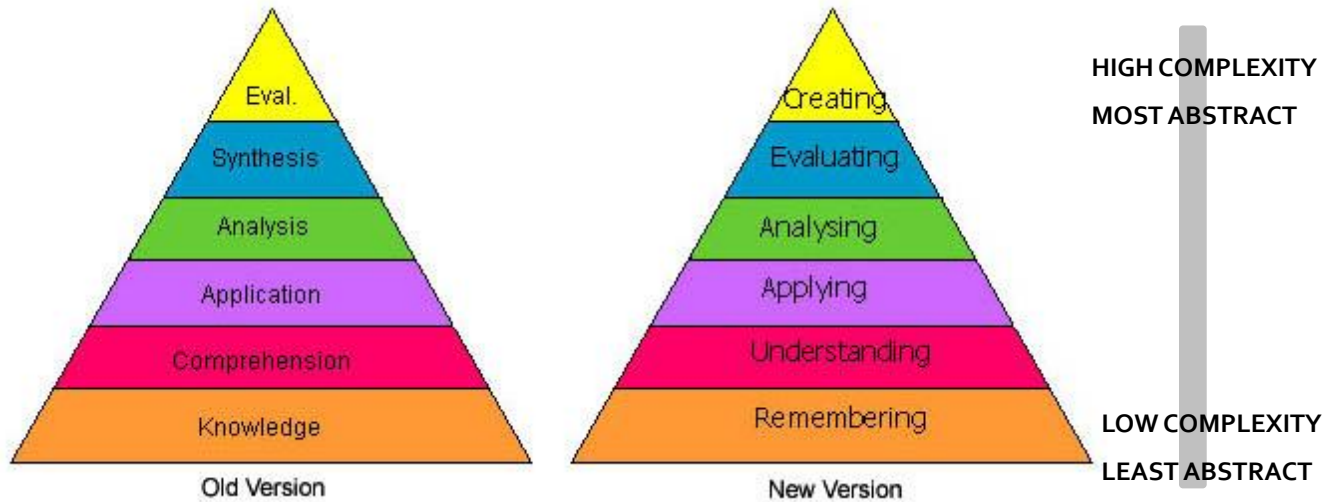 Eval.
Synthesis
Analysis
Application
Comprehension
Knowledge
Old Version
Creating
Evaluating
Analysing
Applying
Understanding
Remembering
New Version
HIGH COMPLEXITY
MOST ABSTRACT
LOW COMPLEXITY
LEAST ABSTRACT